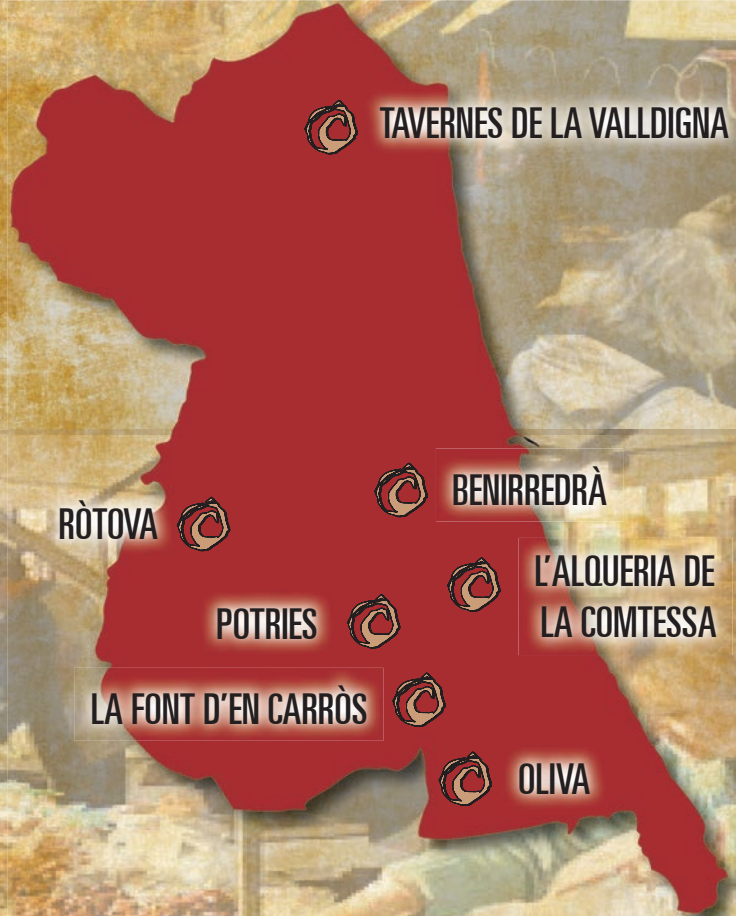 TAVERNES DE LA VALLDIGNA
BENIRREDRÀ
RÒTOVA
L'ALQUERIA DE
LA COMTESSA
POTRIES
LA FONT D'EN CARRÒS
OLIVA